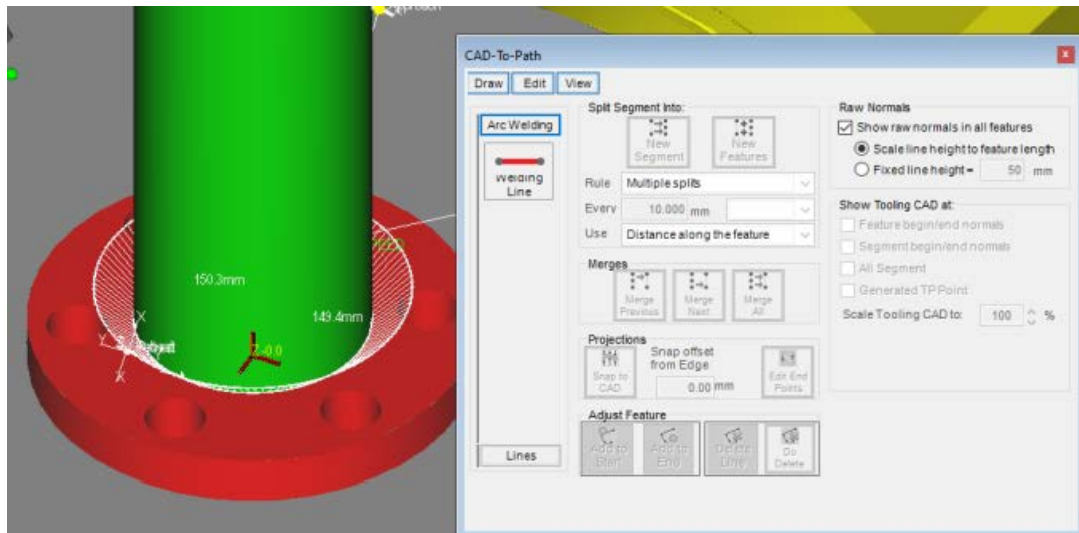 CAD-To-Path
Draw Edit View
Arc Welding
Welding
Line
Lines
Split Segment Into:
New
Segment
New
Features
Rule Multiple splits
Every 10.000 mm
Use Distance along the feature
Merges
Merge
Previous
Merge
Next
Merge
All
Projections
Snap to
CAD
Snap offset
from Edge
0.00 mm
Edit End
Points
Adjust Feature
Add to
Start
Add to
End
Delete
Line
Do
Delete
Raw Normals
Show raw normals in all features
Scale line height to feature length
Fixed line height = 50 mm
Show Tooling CAD at:
Feature begin/end normals
Segment begin/end normals
All Segment
Generated TP Point
Scale Tooling CAD to: 100 %
150.3mm
149.4mm
X
Y
X